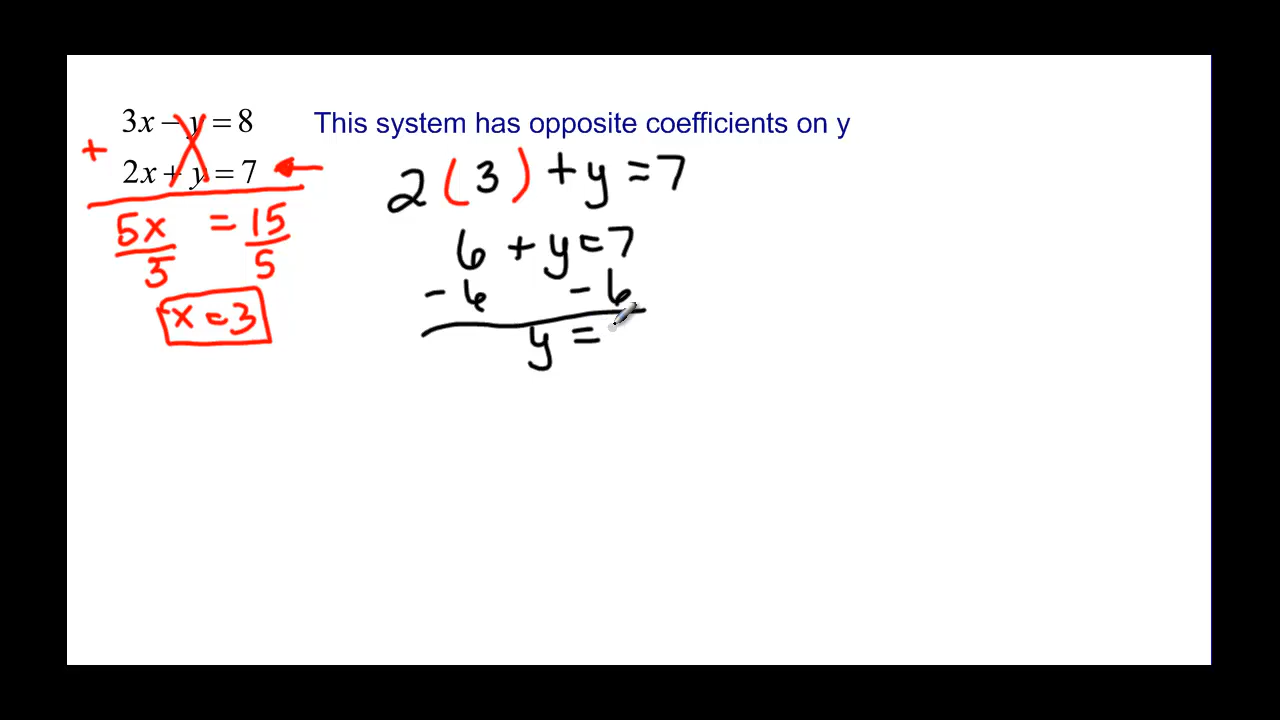 3x − y = 8
This system has opposite coefficients on y
+ 2x + y = 7
2 ( 3 ) + y = 7
5x = 15
5 5
6 + y = 7
- 6 - 6
x = 3
y =